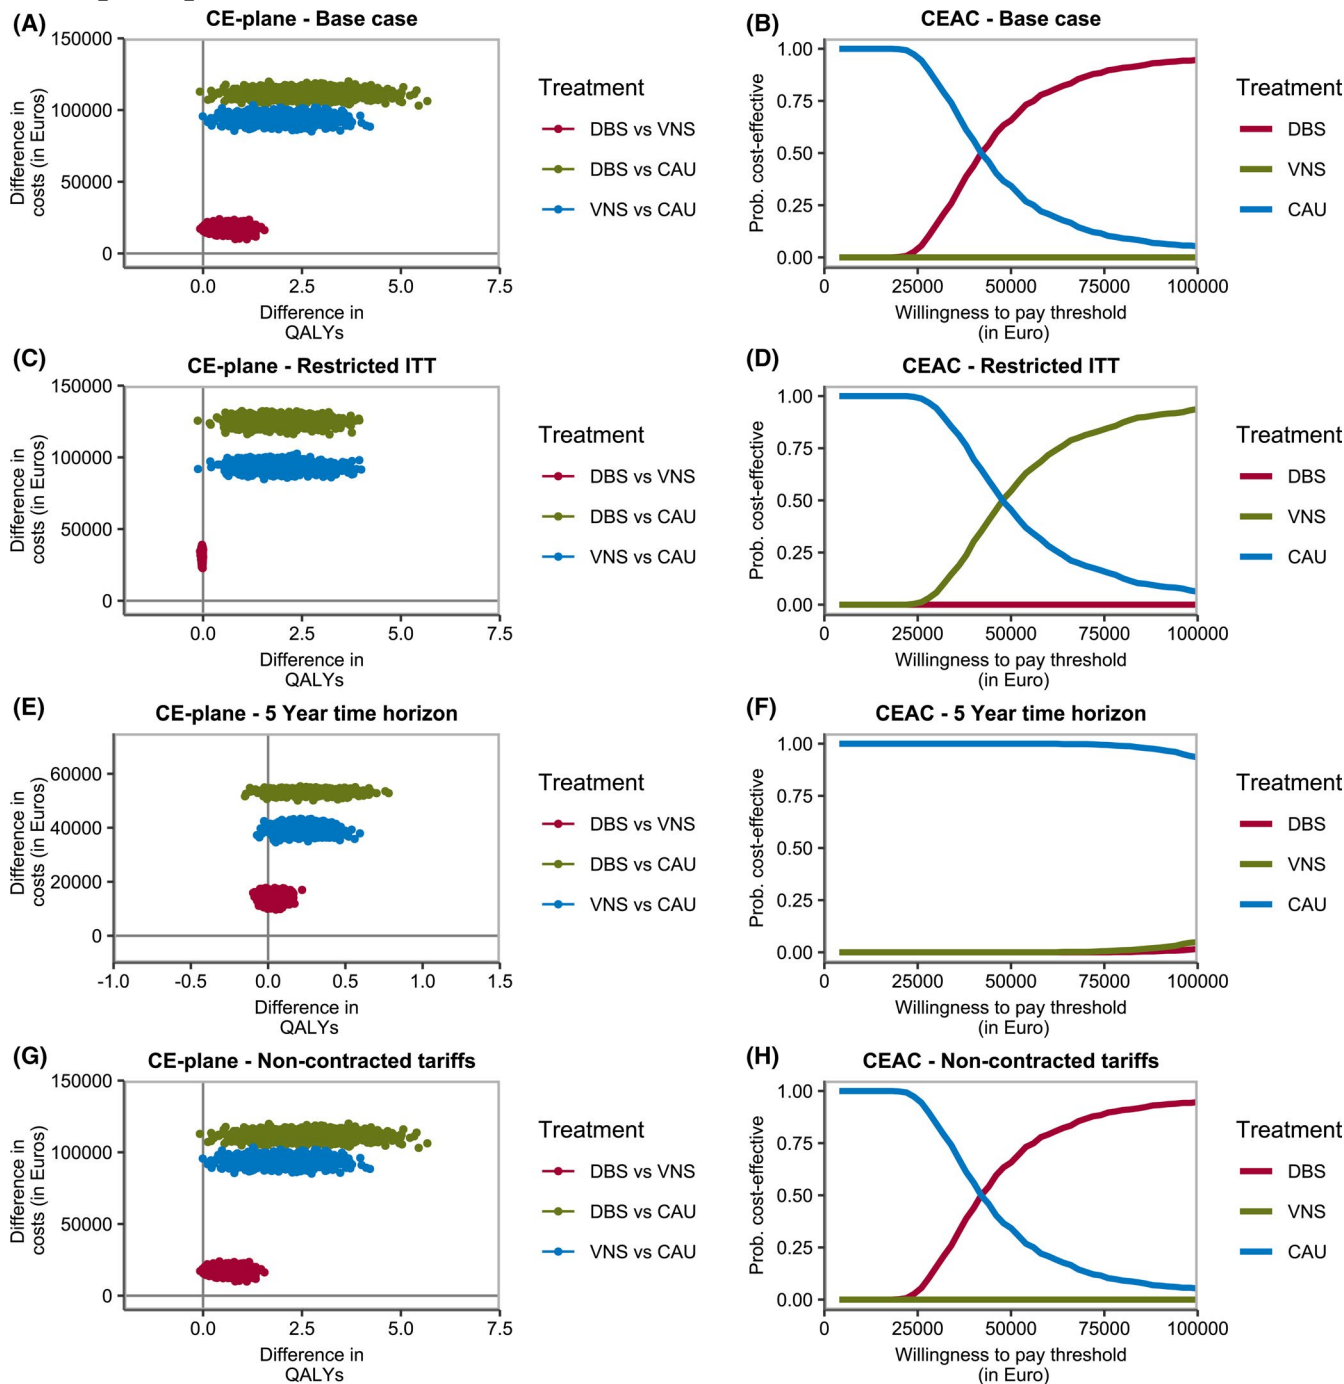 (A)
CE-plane - Base case
150000
100000
50000
0
Difference in
costs (in Euros)
0.0 2.5 5.0 7.5
Difference in
QALYs
Treatment
DBS vs VNS
DBS vs CAU
VNS vs CAU
(B)
CEAC - Base case
1.00
0.75
0.50
0.25
0.00
Prob. cost-effective
0 25000 50000 75000 100000
Willingness to pay threshold
(in Euro)
Treatment
DBS
VNS
CAU
(C)
CE-plane - Restricted ITT
150000
100000
50000
0
Difference in
costs (in Euros)
0.0 2.5 5.0 7.5
Difference in
QALYs
Treatment
DBS vs VNS
DBS vs CAU
VNS vs CAU
(D)
CEAC - Restricted ITT
1.00
0.75
0.50
0.25
0.00
Prob. cost-effective
0 25000 50000 75000 100000
Willingness to pay threshold
(in Euro)
Treatment
DBS
VNS
CAU
(E)
CE-plane - 5 Year time horizon
60000
40000
20000
0
Difference in
costs (in Euros)
-1.0 -0.5 0.0 0.5 1.0 1.5
Difference in
QALYs
Treatment
DBS vs VNS
DBS vs CAU
VNS vs CAU
(F)
CEAC - 5 Year time horizon
1.00
0.75
0.50
0.25
0.00
Prob. cost-effective
0 25000 50000 75000 100000
Willingness to pay threshold
(in Euro)
Treatment
DBS
VNS
CAU
(G)
CE-plane - Non-contracted tariffs
150000
100000
50000
0
Difference in
costs (in Euros)
0.0 2.5 5.0 7.5
Difference in
QALYs
Treatment
DBS vs VNS
DBS vs CAU
VNS vs CAU
(H)
CEAC - Non-contracted tariffs
1.00
0.75
0.50
0.25
0.00
Prob. cost-effective
0 25000 50000 75000 100000
Willingness to pay threshold
(in Euro)
Treatment
DBS
VNS
CAU